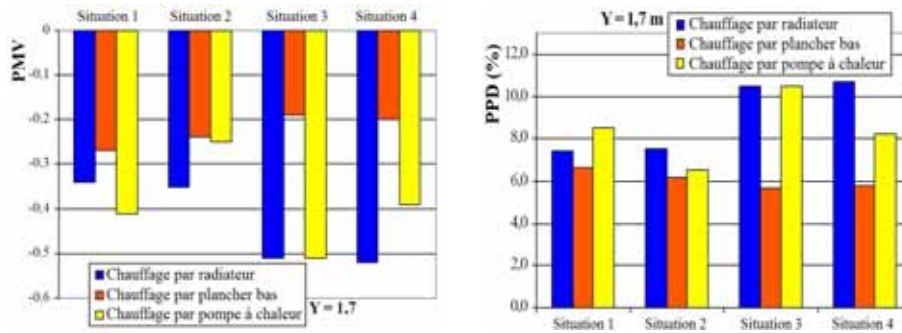 Situation 1 Situation 2 Situation 3 Situation 4
PMV
0
-0,1
-0,2
-0,3
-0,4
-0,5
-0,6
Chauffage par radiateur
Chauffage par plancher bas
Chauffage par pompe à chaleur
Y = 1,7
Y = 1,7 m
Chauffage par radiateur
Chauffage par plancher bas
Chauffage par pompe à chaleur
PPD (%)
12,0
10,0
8,0
6,0
4,0
2,0
0,0
Situation 1 Situation 2 Situation 3 Situation 4